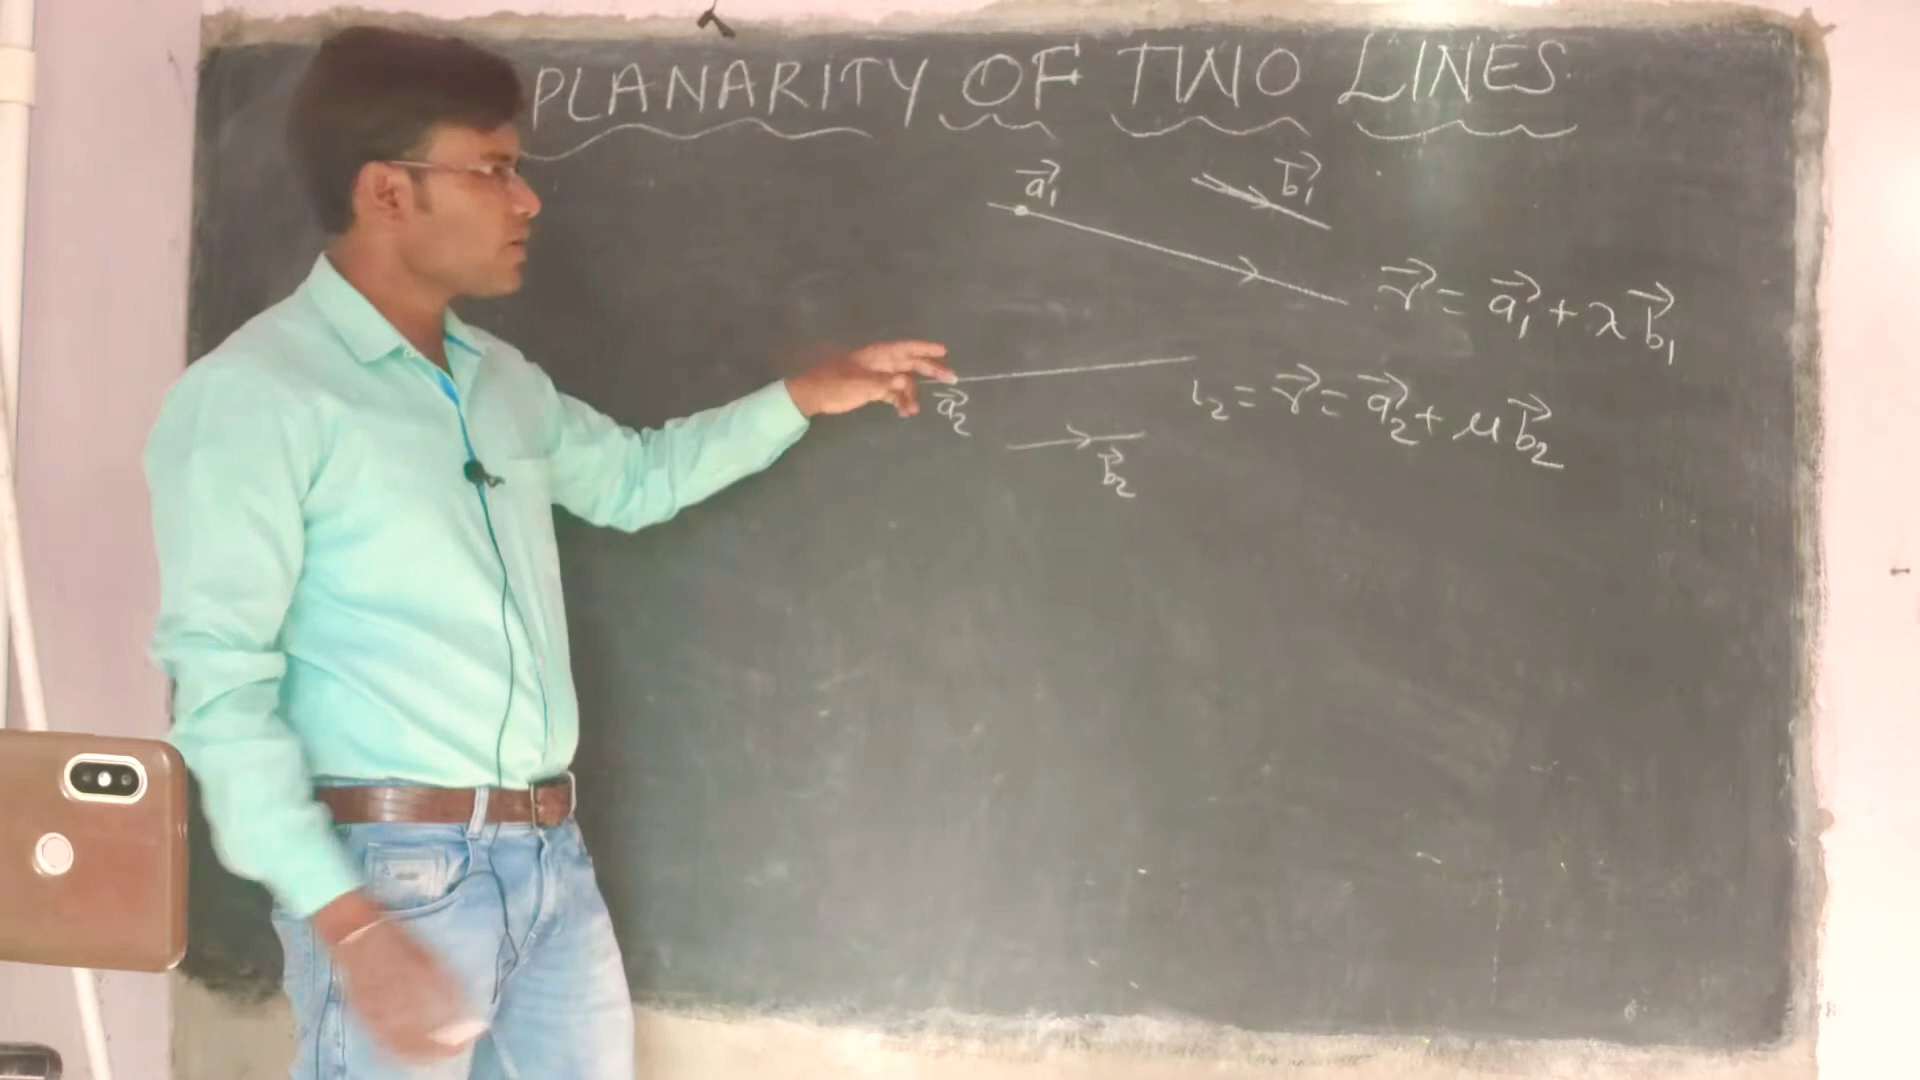 PLANARITY OF TWO LINES
a⃗₁
b⃗₁
r⃗ = a⃗₁ + λb⃗₁
a⃗₂
L₂ = r⃗ = a⃗₂ + μb⃗₂
b⃗₂